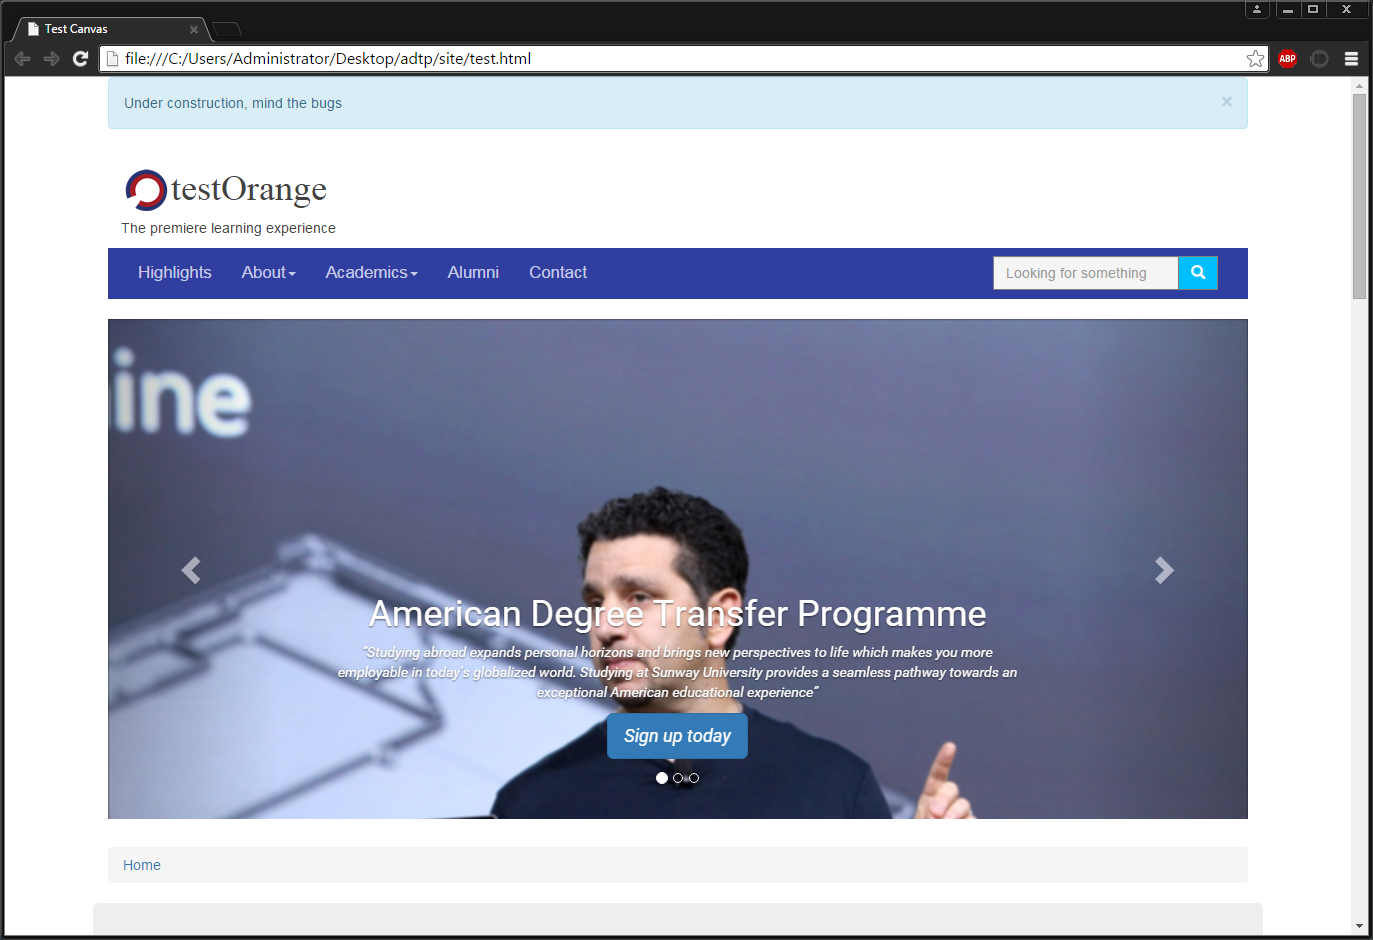 Test Canvas
file:///C:/Users/Administrator/Desktop/adtp/site/test.html
ABP
Under construction, mind the bugs
×
testOrange
The premiere learning experience
Highlights About Academics Alumni Contact Looking for something
ine
American Degree Transfer Programme
“Studying abroad expands personal horizons and brings new perspectives to life which makes you more
employable in today’s globalized world. Studying at Sunway University provides a seamless pathway towards an
exceptional American educational experience”
Sign up today
Home